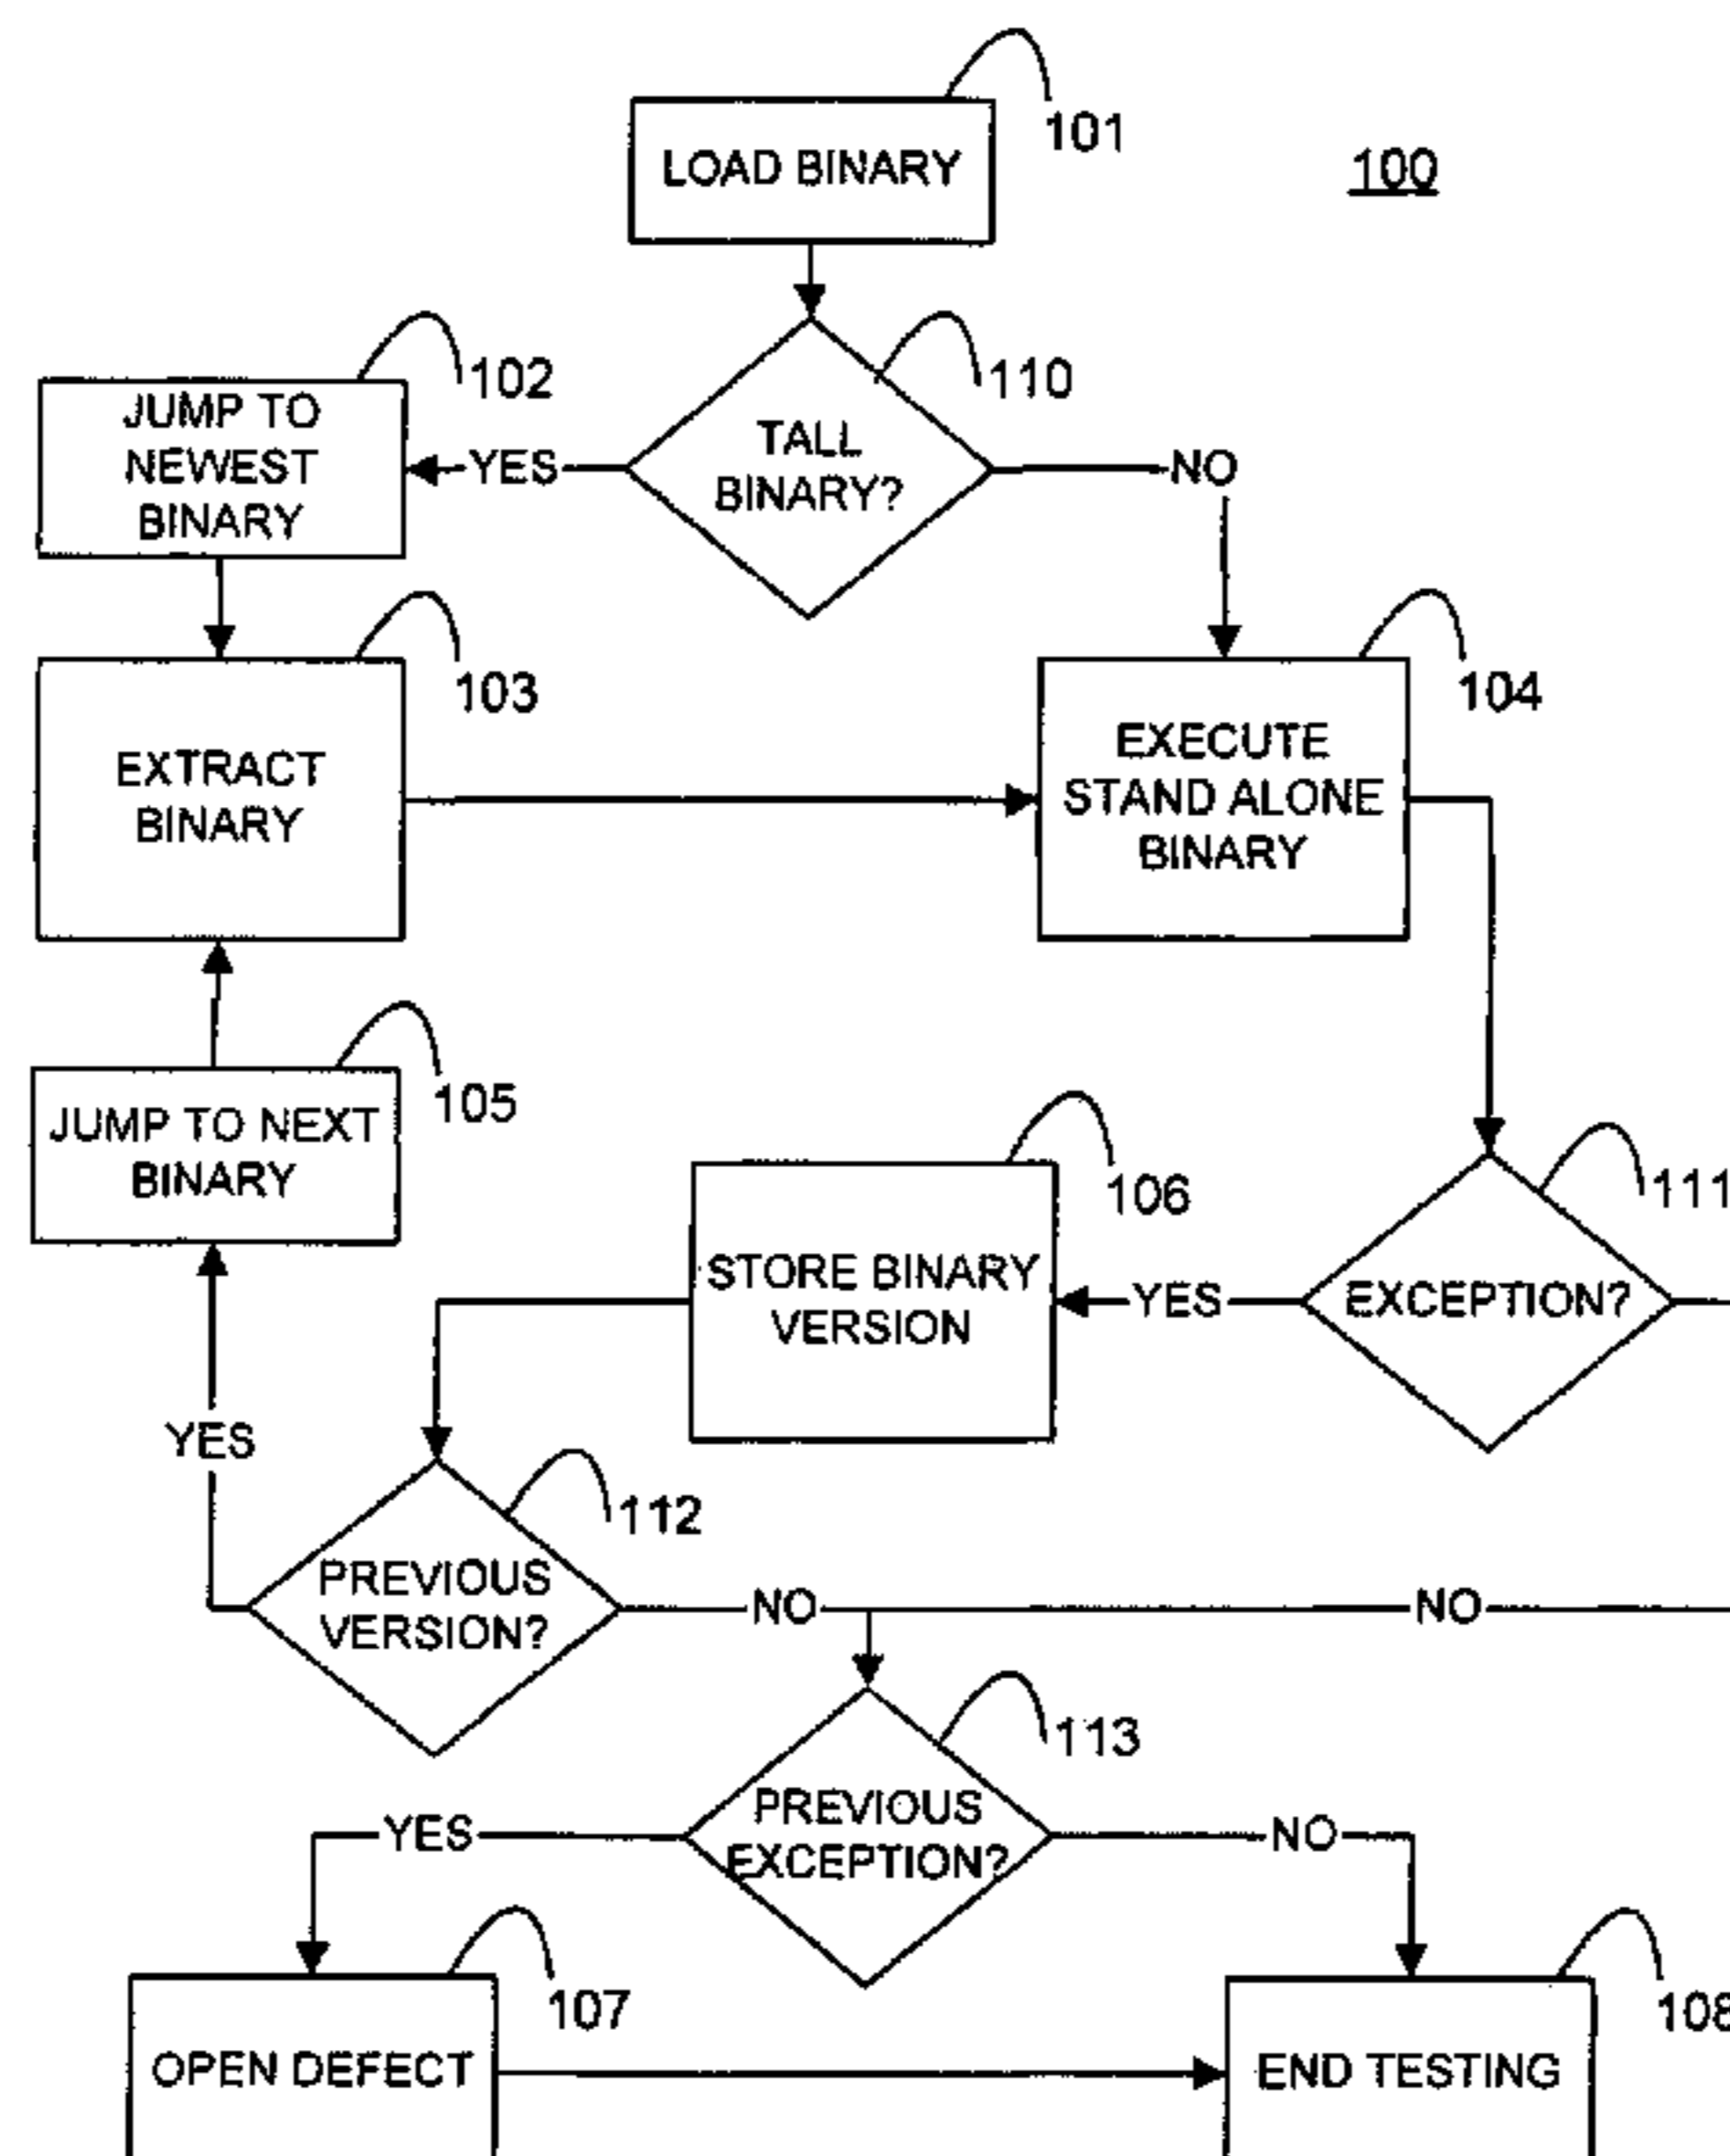 101
LOAD BINARY
100
102
110
JUMP TO
NEWEST
BINARY
YES
TALL
BINARY?
NO
103
104
EXTRACT
BINARY
EXECUTE
STAND ALONE
BINARY
105
JUMP TO NEXT
BINARY
106
111
STORE BINARY
VERSION
YES
EXCEPTION?
YES
112
PREVIOUS
VERSION?
NO
NO
113
PREVIOUS
EXCEPTION?
YES
NO
107
108
OPEN DEFECT
END TESTING